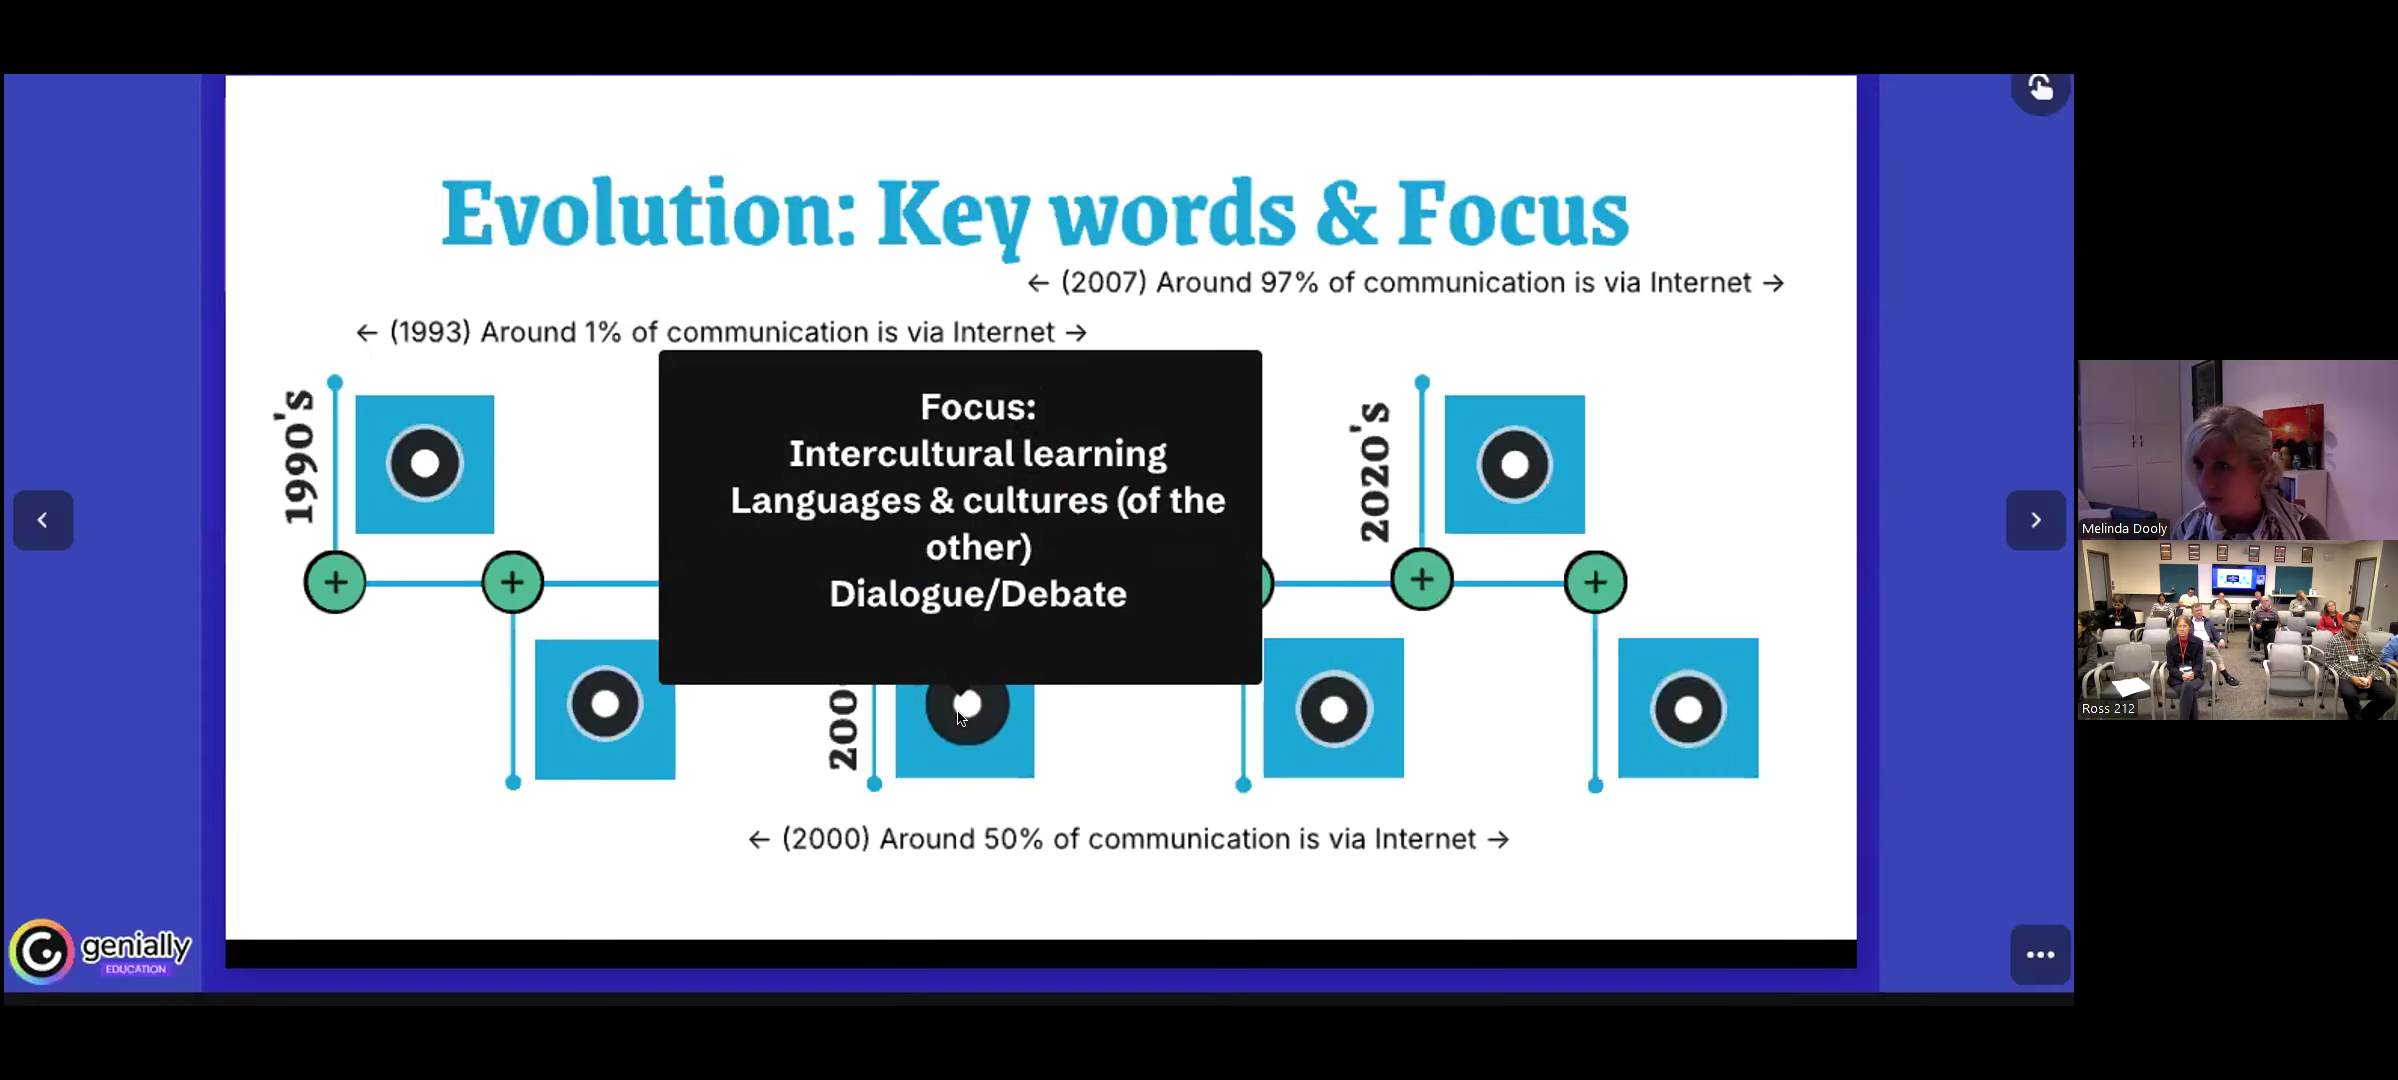 Evolution: Key words & Focus
← (2007) Around 97% of communication is via Internet →
← (1993) Around 1% of communication is via Internet →
1990's
Focus:
Intercultural learning
Languages & cultures (of the
other)
Dialogue/Debate
2020's
200
← (2000) Around 50% of communication is via Internet →
genially
EDUCATION
Melinda Dooly
Ross 212